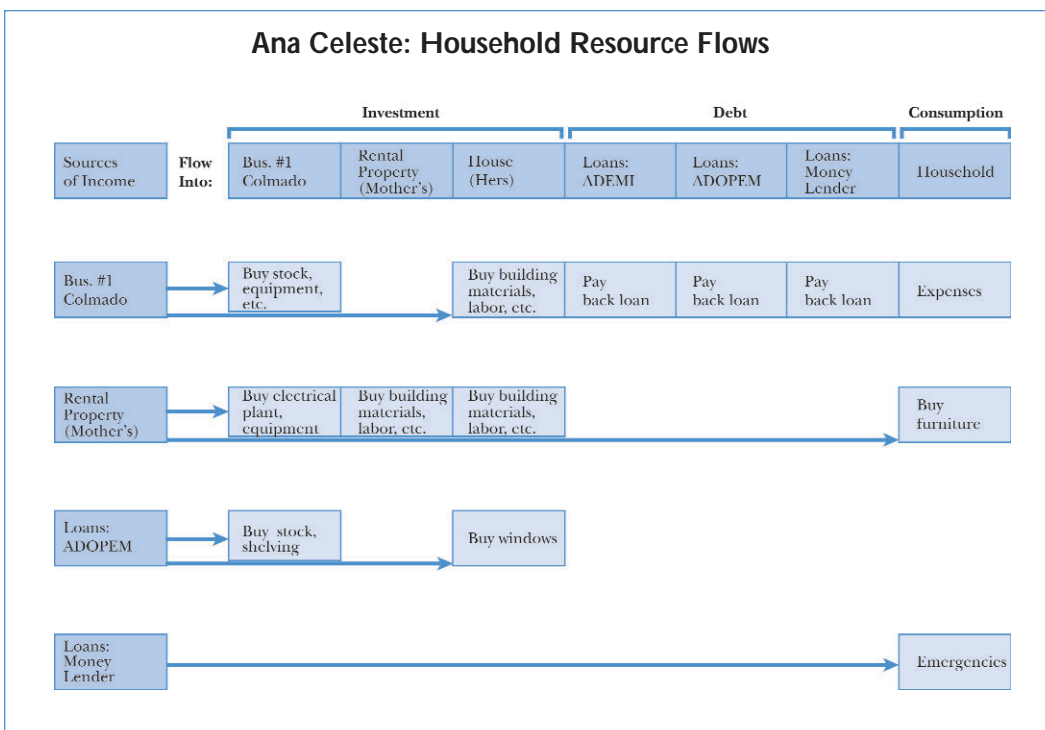 Ana Celeste: Household Resource Flows
Investment
Debt
Consumption
Sources
of Income
Flow
Into:
Bus. #1
Colmado
Rental
Property
(Mother's)
House
(Hers)
Loans:
ADEMI
Loans:
ADOPEM
Loans:
Money
Lender
Household
Bus. #1
Colmado
Buy stock,
equipment,
etc.
Buy building
materials,
labor, etc.
Pay
back loan
Pay
back loan
Pay
back loan
Expenses
Rental
Property
(Mother's)
Buy electrical
plant,
equipment
Buy building
materials,
labor, etc.
Buy building
materials,
labor, etc.
Buy
furniture
Loans:
ADOPEM
Buy stock,
shelving
Buy windows
Loans:
Money
Lender
Emergencies